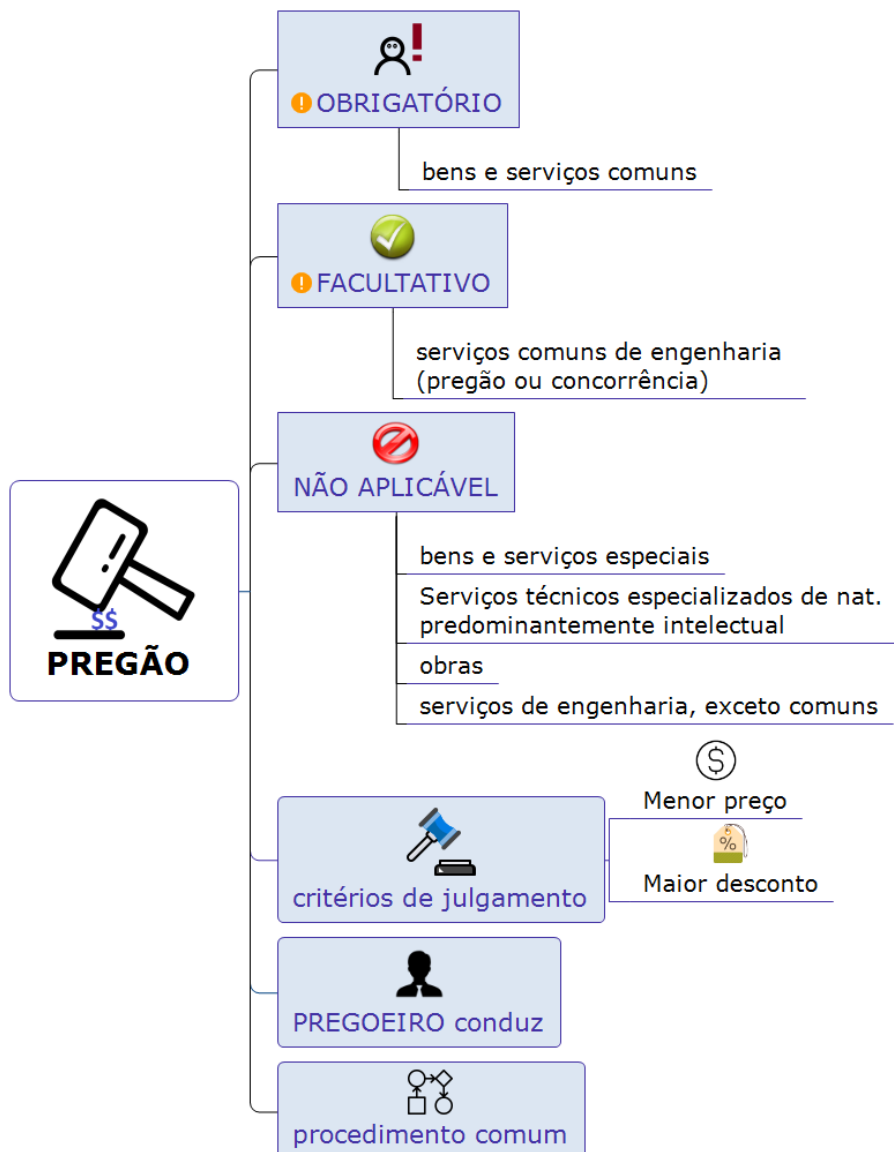 OBRIGATÓRIO
bens e serviços comuns
FACULTATIVO
serviços comuns de engenharia
(pregão ou concorrência)
NÃO APLICÁVEL
bens e serviços especiais
Serviços técnicos especializados de nat.
predominantemente intelectual
obras
serviços de engenharia, exceto comuns
$$
PREGÃO
$
Menor preço
%
Maior desconto
critérios de julgamento
PREGOEIRO conduz
procedimento comum